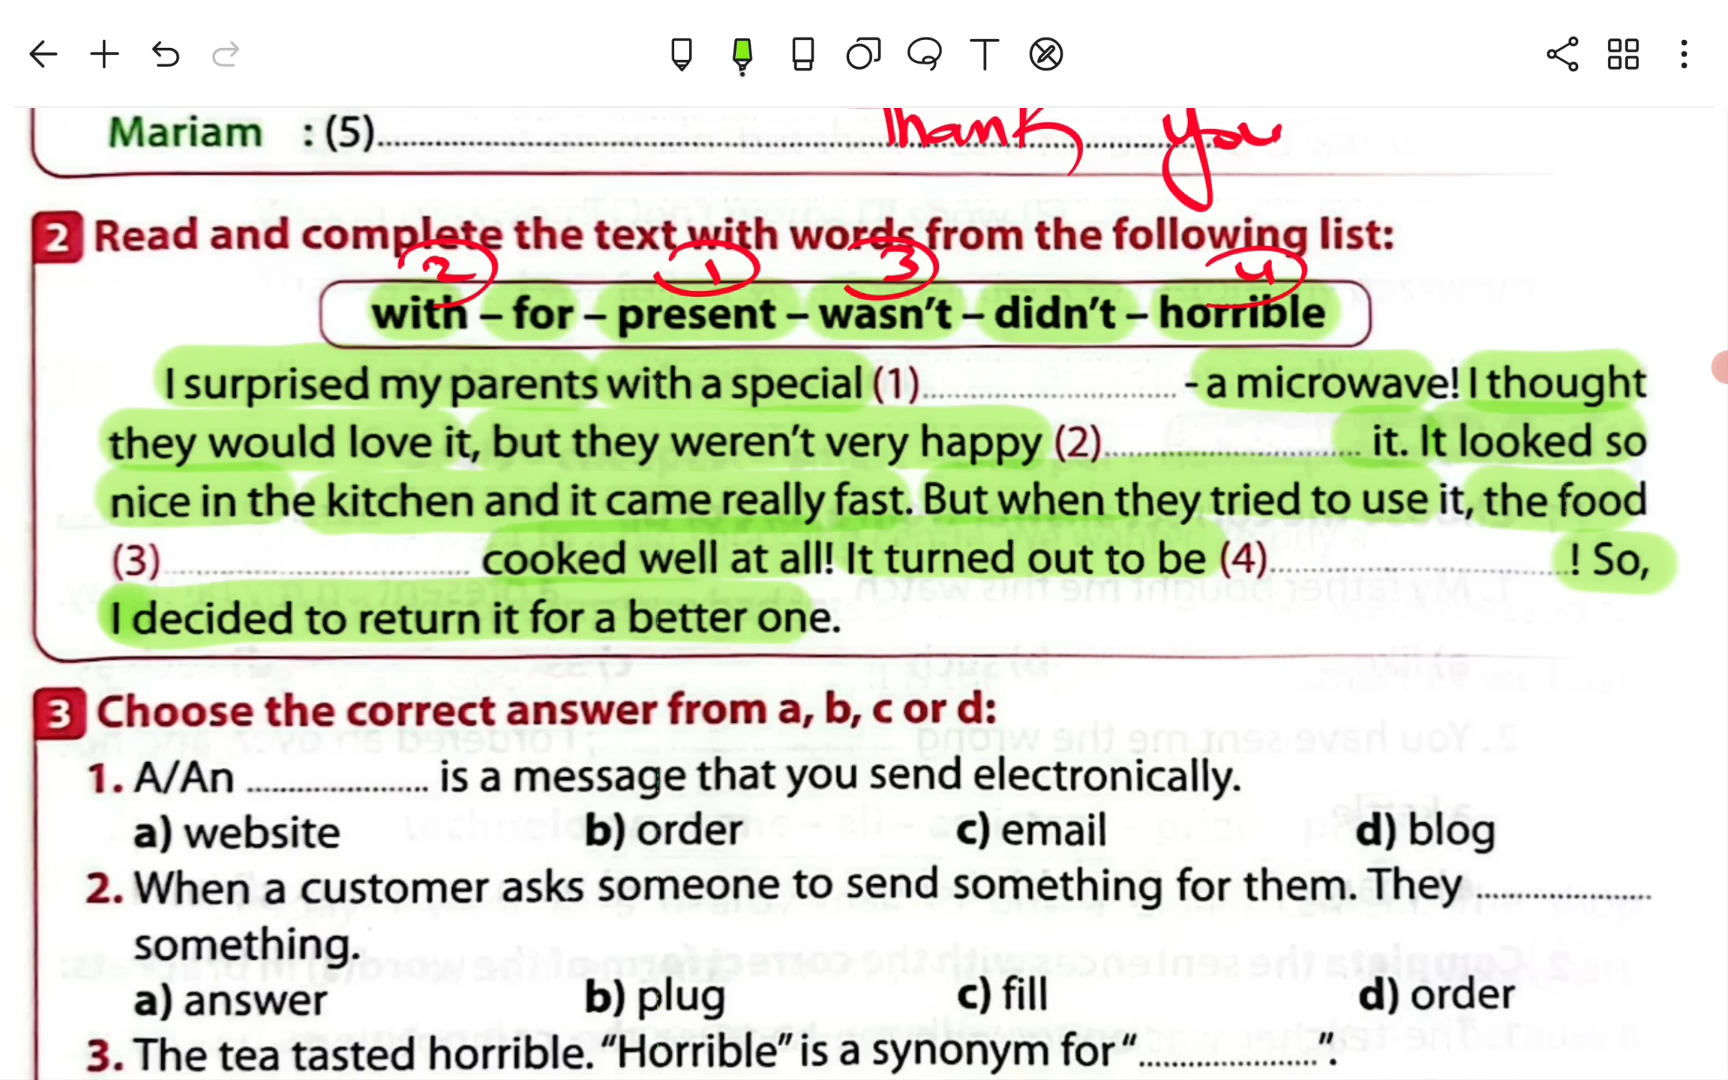 Thank you
Mariam : (5)
2 Read and complete the text with words from the following list:
2 1 3 4
with – for – present – wasn't – didn't – horrible
I surprised my parents with a special (1) - a microwave! I thought
they would love it, but they weren't very happy (2) it. It looked so
nice in the kitchen and it came really fast. But when they tried to use it, the food
(3) cooked well at all! It turned out to be (4) ! So,
I decided to return it for a better one.
3 Choose the correct answer from a, b, c or d:
1. A/An is a message that you send electronically.
a) website b) order c) email d) blog
2. When a customer asks someone to send something for them. They
something.
a) answer b) plug c) fill d) order
3. The tea tasted horrible. "Horrible" is a synonym for " ".